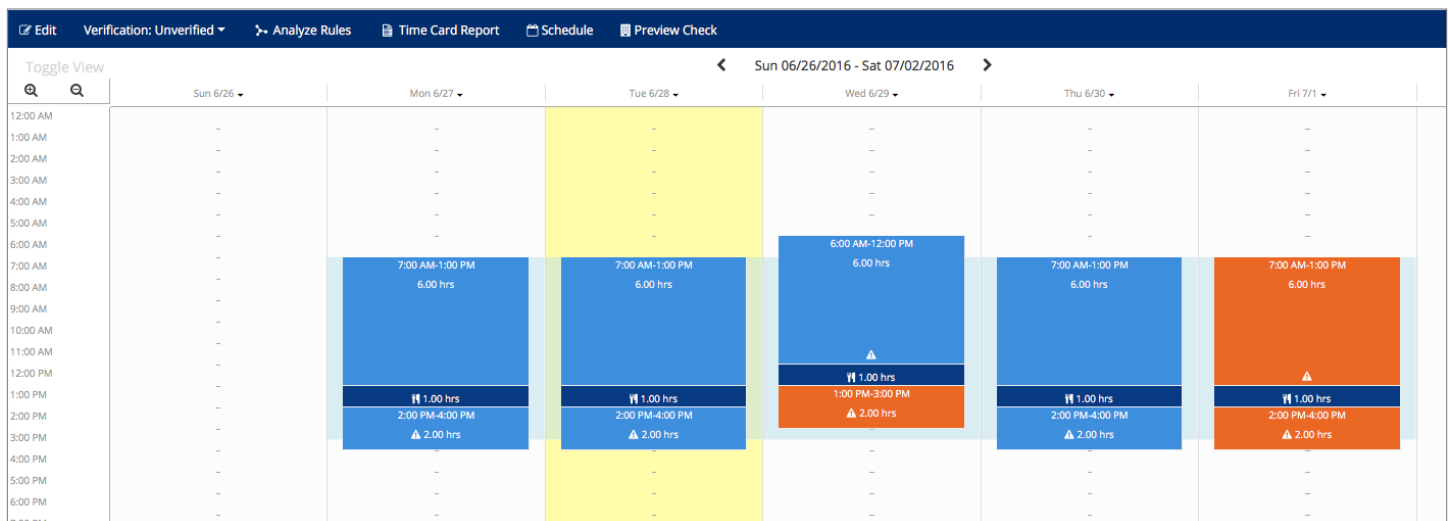 Edit Verification: Unverified Analyze Rules Time Card Report Schedule Preview Check
Toggle View Sun 06/26/2016 - Sat 07/02/2016
Sun 6/26 Mon 6/27 Tue 6/28 Wed 6/29 Thu 6/30 Fri 7/1
12:00 AM
1:00 AM
2:00 AM
3:00 AM
4:00 AM
5:00 AM
6:00 AM 6:00 AM-12:00 PM
7:00 AM 7:00 AM-1:00 PM 7:00 AM-1:00 PM 6.00 hrs 7:00 AM-1:00 PM 7:00 AM-1:00 PM
8:00 AM 6.00 hrs 6.00 hrs 6.00 hrs 6.00 hrs
9:00 AM
10:00 AM
11:00 AM
12:00 PM 1.00 hrs
1:00 PM 1.00 hrs 1.00 hrs 1:00 PM-3:00 PM 1.00 hrs 1.00 hrs
2:00 PM 2:00 PM-4:00 PM 2:00 PM-4:00 PM 2.00 hrs 2:00 PM-4:00 PM 2:00 PM-4:00 PM
3:00 PM 2.00 hrs 2.00 hrs 2.00 hrs 2.00 hrs
4:00 PM
5:00 PM
6:00 PM